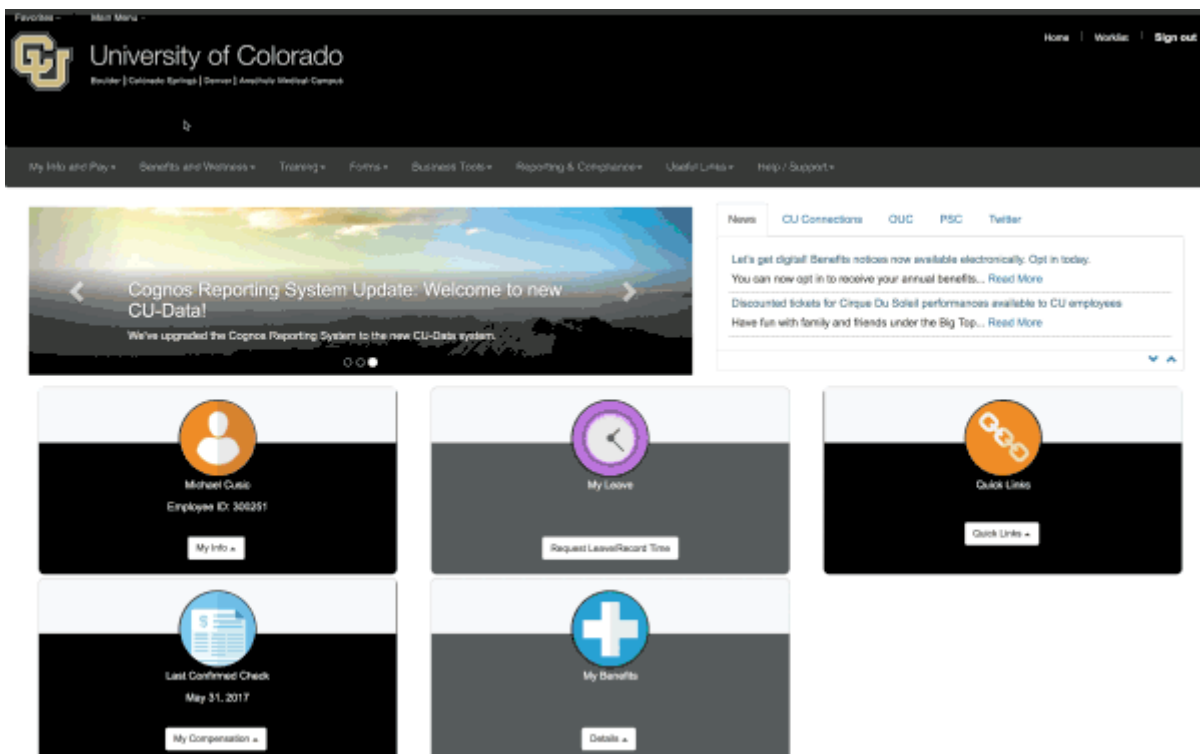 Favorites Main Menu
Home Worklist Sign out
University of Colorado
Boulder | Colorado Springs | Denver | Anschutz Medical Campus
My Info and Pay Benefits and Wellness Training Forms Business Tools Reporting & Compliance Useful Links Help / Support
News CU Connections OUC PSC Twitter
Let's get digital! Benefits notices now available electronically. Opt in today.
You can now opt in to receive your annual benefits... Read More
Discounted tickets for Cirque Du Soleil performances available to CU employees
Have fun with family and friends under the Big Top... Read More
Cognos Reporting System Update: Welcome to new
CU-Data!
We've upgraded the Cognos Reporting System to the new CU-Data system.
Michael Cusic
Employee ID: 300251
My Info
My Leave
Request Leave/Record Time
Quick Links
Quick Links
$
Last Confirmed Check
May 31, 2017
My Compensation
My Benefits
Details